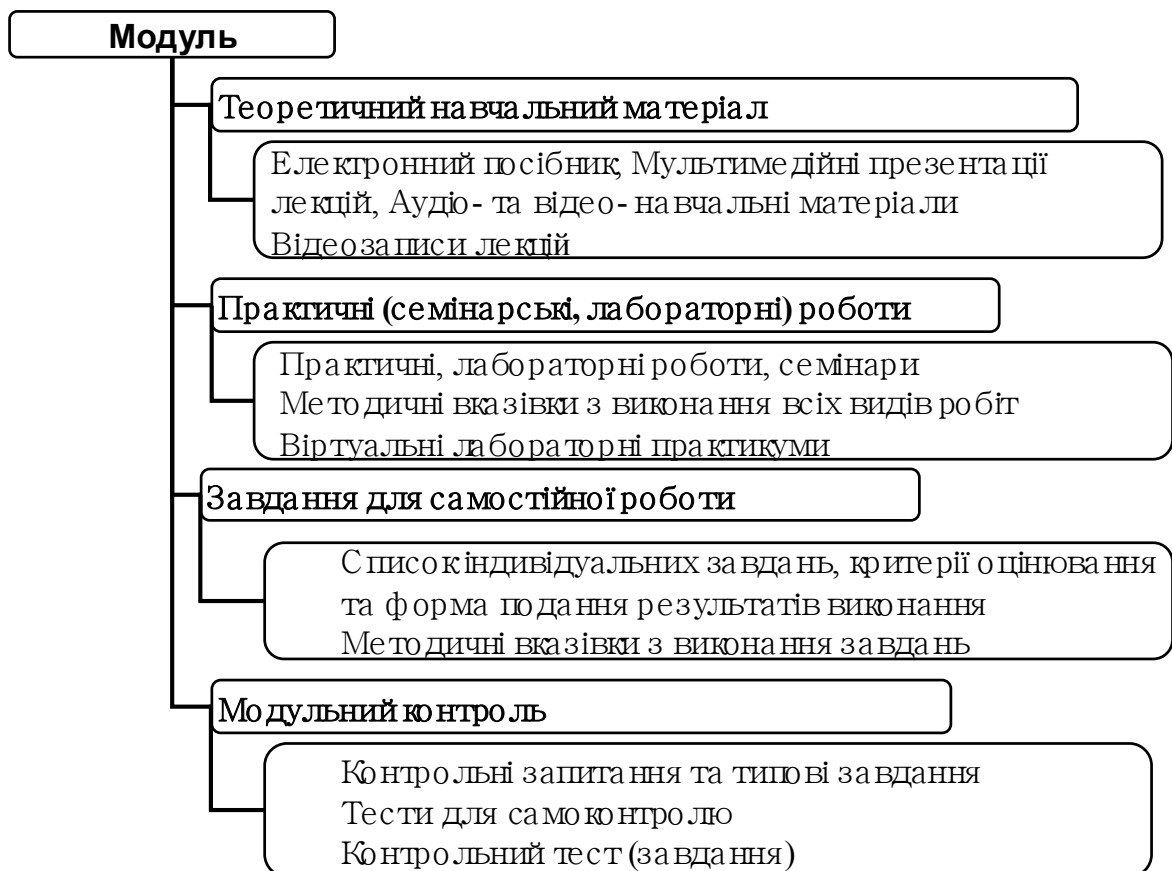 Модуль
Теоретичний навчальний матеріал
Електронний посібник, Мультимедійні презентації
лекцій, Аудіо- та відео- навчальні матеріали
Відеозаписи лекцій
Практичні (семінарські, лабораторні) роботи
Практичні, лабораторні роботи, семінари
Методичні вказівки з виконання всіх видів робіт
Віртуальні лабораторні практикуми
Завдання для самостійної роботи
Список індивідуальних завдань, критерії оцінювання
та форма подання результатів виконання
Методичні вказівки з виконання завдань
Модульний контроль
Контрольні запитання та типові завдання
Тести для самоконтролю
Контрольний тест (завдання)